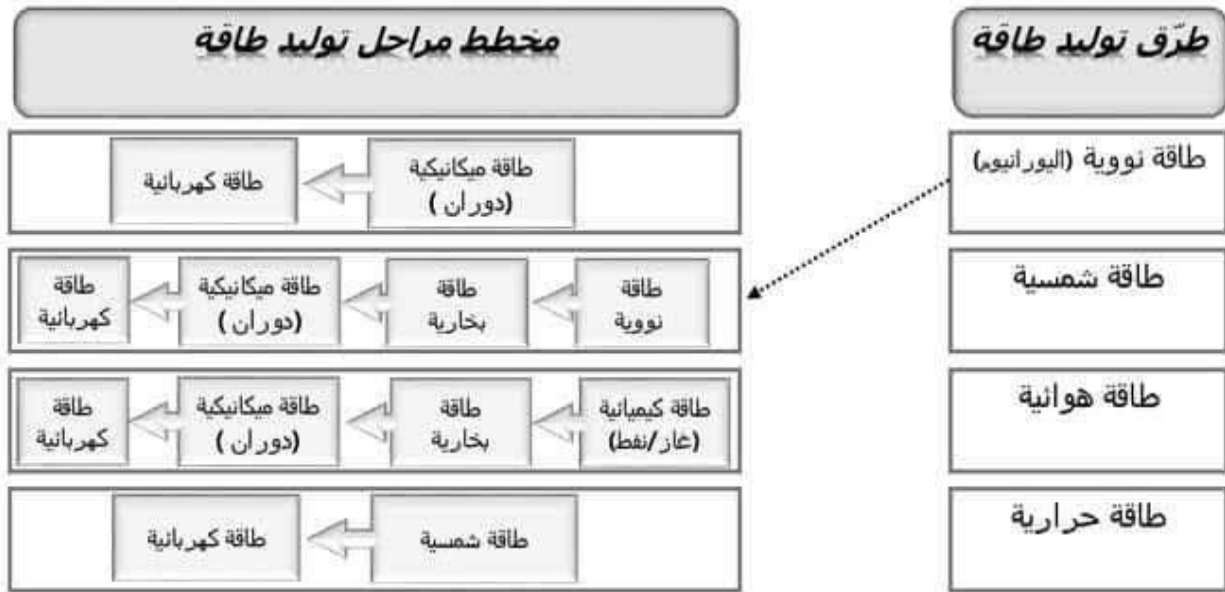 طرّق توليد طاقة
مخطط مراحل توليد طاقة
طاقة نووية (اليورانيوم)
طاقة ميكانيكية
(دوران)
طاقة كهربائية
طاقة شمسية
طاقة
نووية
طاقة
بخارية
طاقة ميكانيكية
(دوران)
طاقة
كهربائية
طاقة هوائية
طاقة كيميائية
(غاز/نفط)
طاقة
بخارية
طاقة ميكانيكية
(دوران)
طاقة
كهربائية
طاقة حرارية
طاقة شمسية
طاقة كهربائية